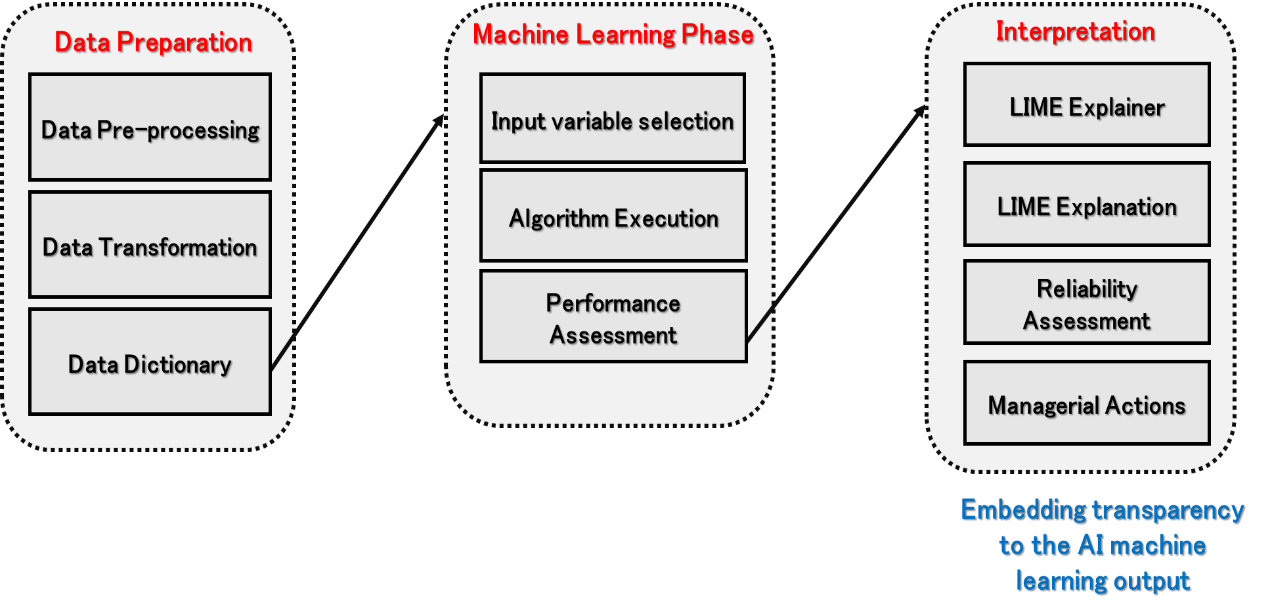 Data Preparation
Data Pre-processing
Data Transformation
Data Dictionary
Machine Learning Phase
Input variable selection
Algorithm Execution
Performance
Assessment
Interpretation
LIME Explainer
LIME Explanation
Reliability
Assessment
Managerial Actions
Embedding transparency
to the AI machine
learning output